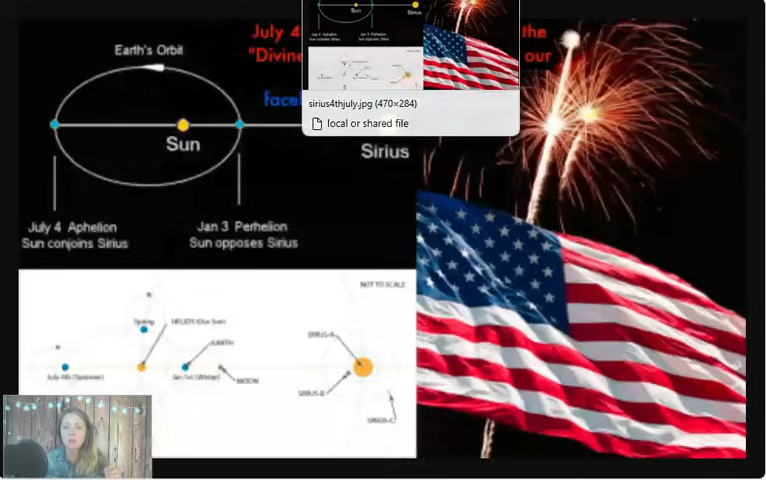 July 4
the
"Divine
our
Earth's Orbit
Sun
Sirius
July 4 Aphelion
Sun conjoins Sirius
Jan 3 Perihelion
Sun opposes Sirius
sirius4thjuly.jpg (470×284)
local or shared file
Earth's Orbit
Sun
Sirius
July 4 Aphelion
Sun conjoins Sirius
Jan 3 Perhelion
Sun opposes Sirius
NOT TO SCALE
Spring
HELIOS (Our Sun)
EARTH
July 4th (Summer)
Jan 1st (Winter)
MOON
SIRIUS-A
SIRIUS-B
SIRIUS-C